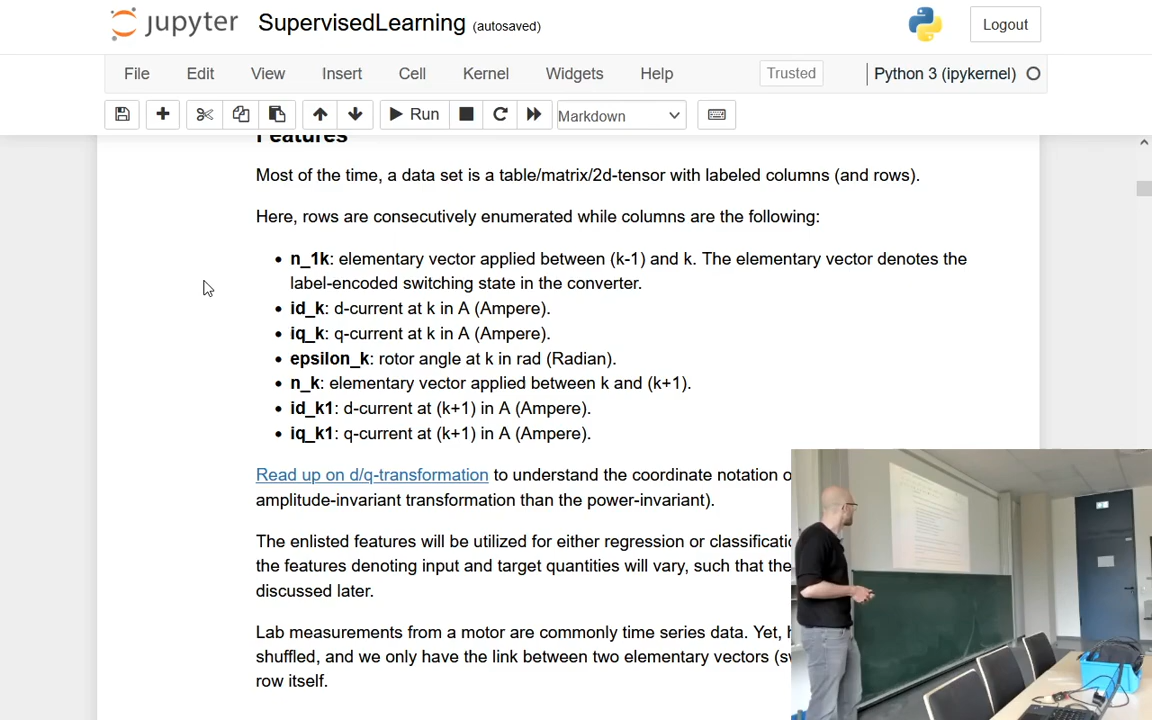 jupyter SupervisedLearning (autosaved)
Logout
File Edit View Insert Cell Kernel Widgets Help
Trusted
Python 3 (ipykernel)
Run
Markdown
Features
Most of the time, a data set is a table/matrix/2d-tensor with labeled columns (and rows).
Here, rows are consecutively enumerated while columns are the following:
• n_1k: elementary vector applied between (k-1) and k. The elementary vector denotes the
label-encoded switching state in the converter.
• id_k: d-current at k in A (Ampere).
• iq_k: q-current at k in A (Ampere).
• epsilon_k: rotor angle at k in rad (Radian).
• n_k: elementary vector applied between k and (k+1).
• id_k1: d-current at (k+1) in A (Ampere).
• iq_k1: q-current at (k+1) in A (Ampere).
Read up on d/q-transformation to understand the coordinate notation
amplitude-invariant transformation than the power-invariant).
The enlisted features will be utilized for either regression or
the features denoting input and target quantities will vary, such that the
discussed later.
Lab measurements from a motor are commonly time series data. Yet,
shuffled, and we only have the link between two elementary vectors
row itself.